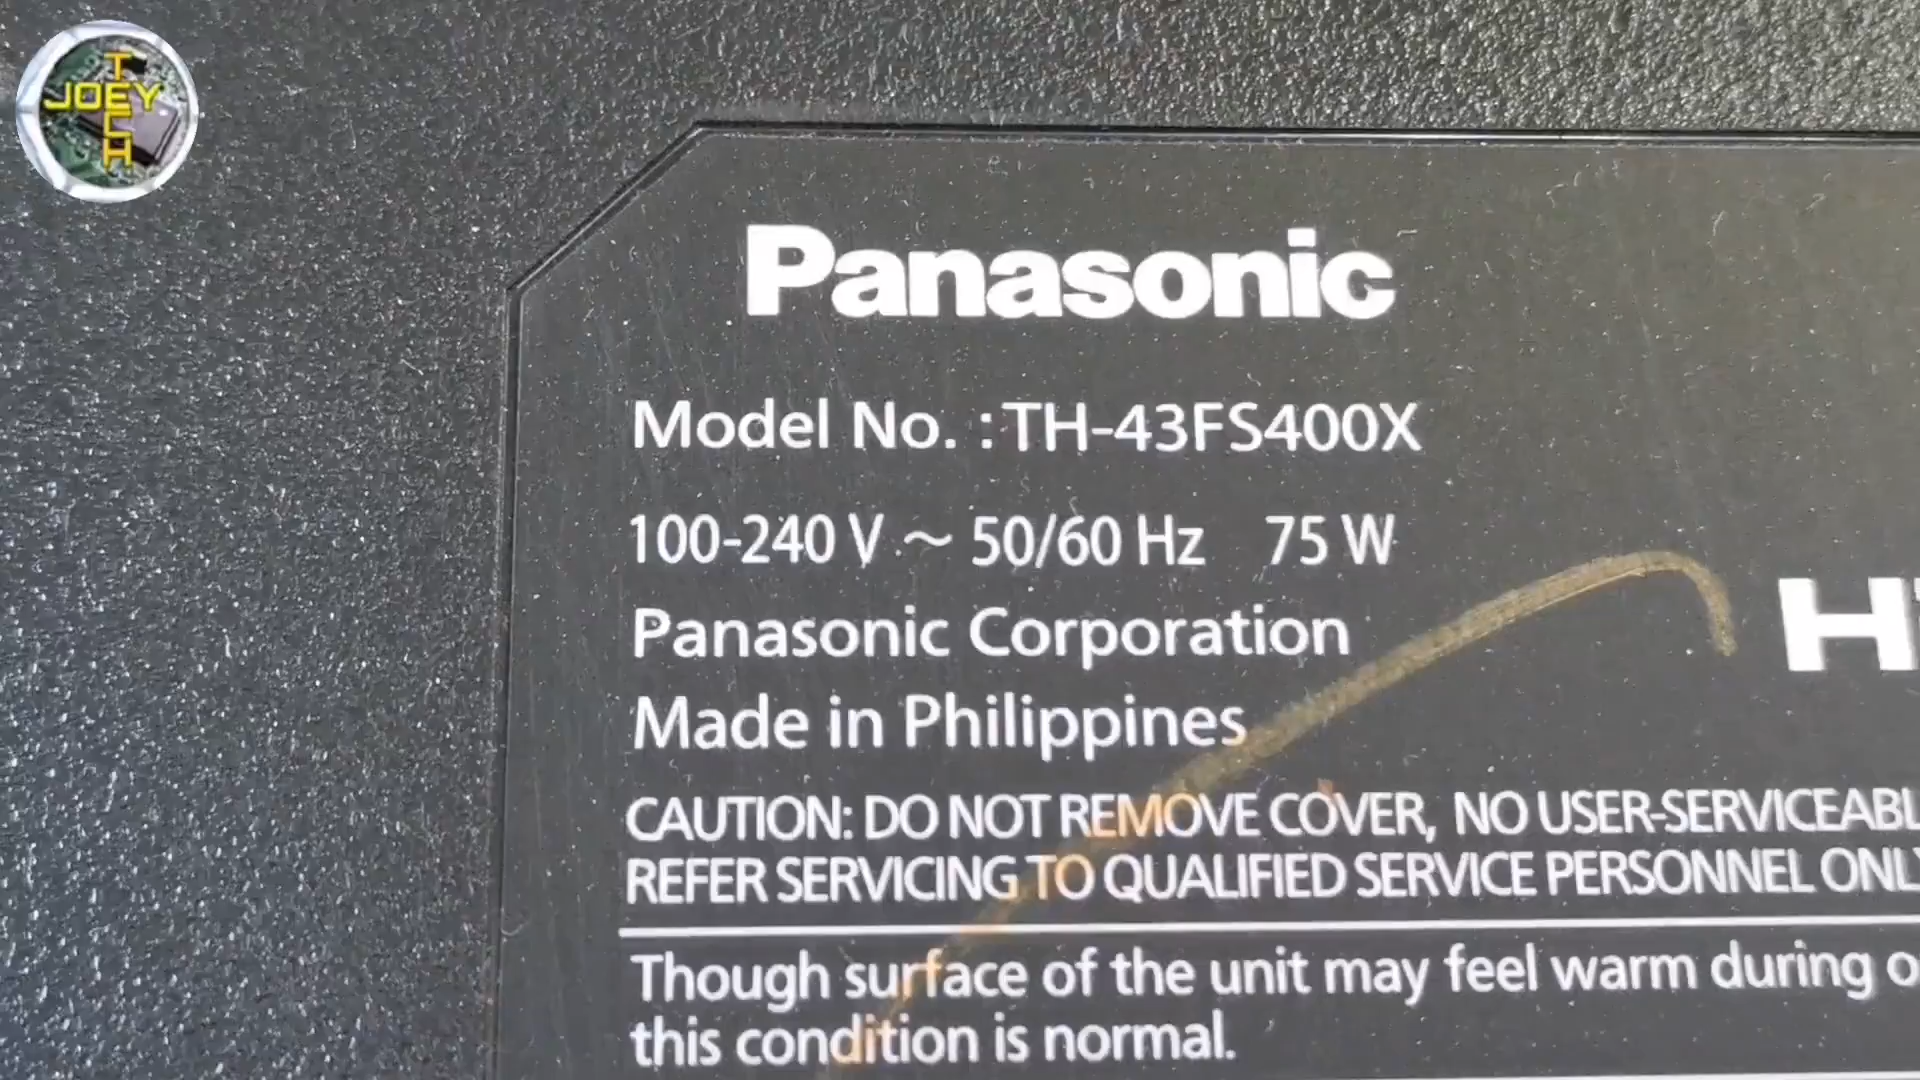 JOEY
TECH
Panasonic
Model No. : TH-43FS400X
100-240 V ~ 50/60 Hz 75 W
Panasonic Corporation
Made in Philippines
CAUTION: DO NOT REMOVE COVER, NO USER-SERVICEABL
REFER SERVICING TO QUALIFIED SERVICE PERSONNEL ONLY
Though surface of the unit may feel warm during o
this condition is normal.